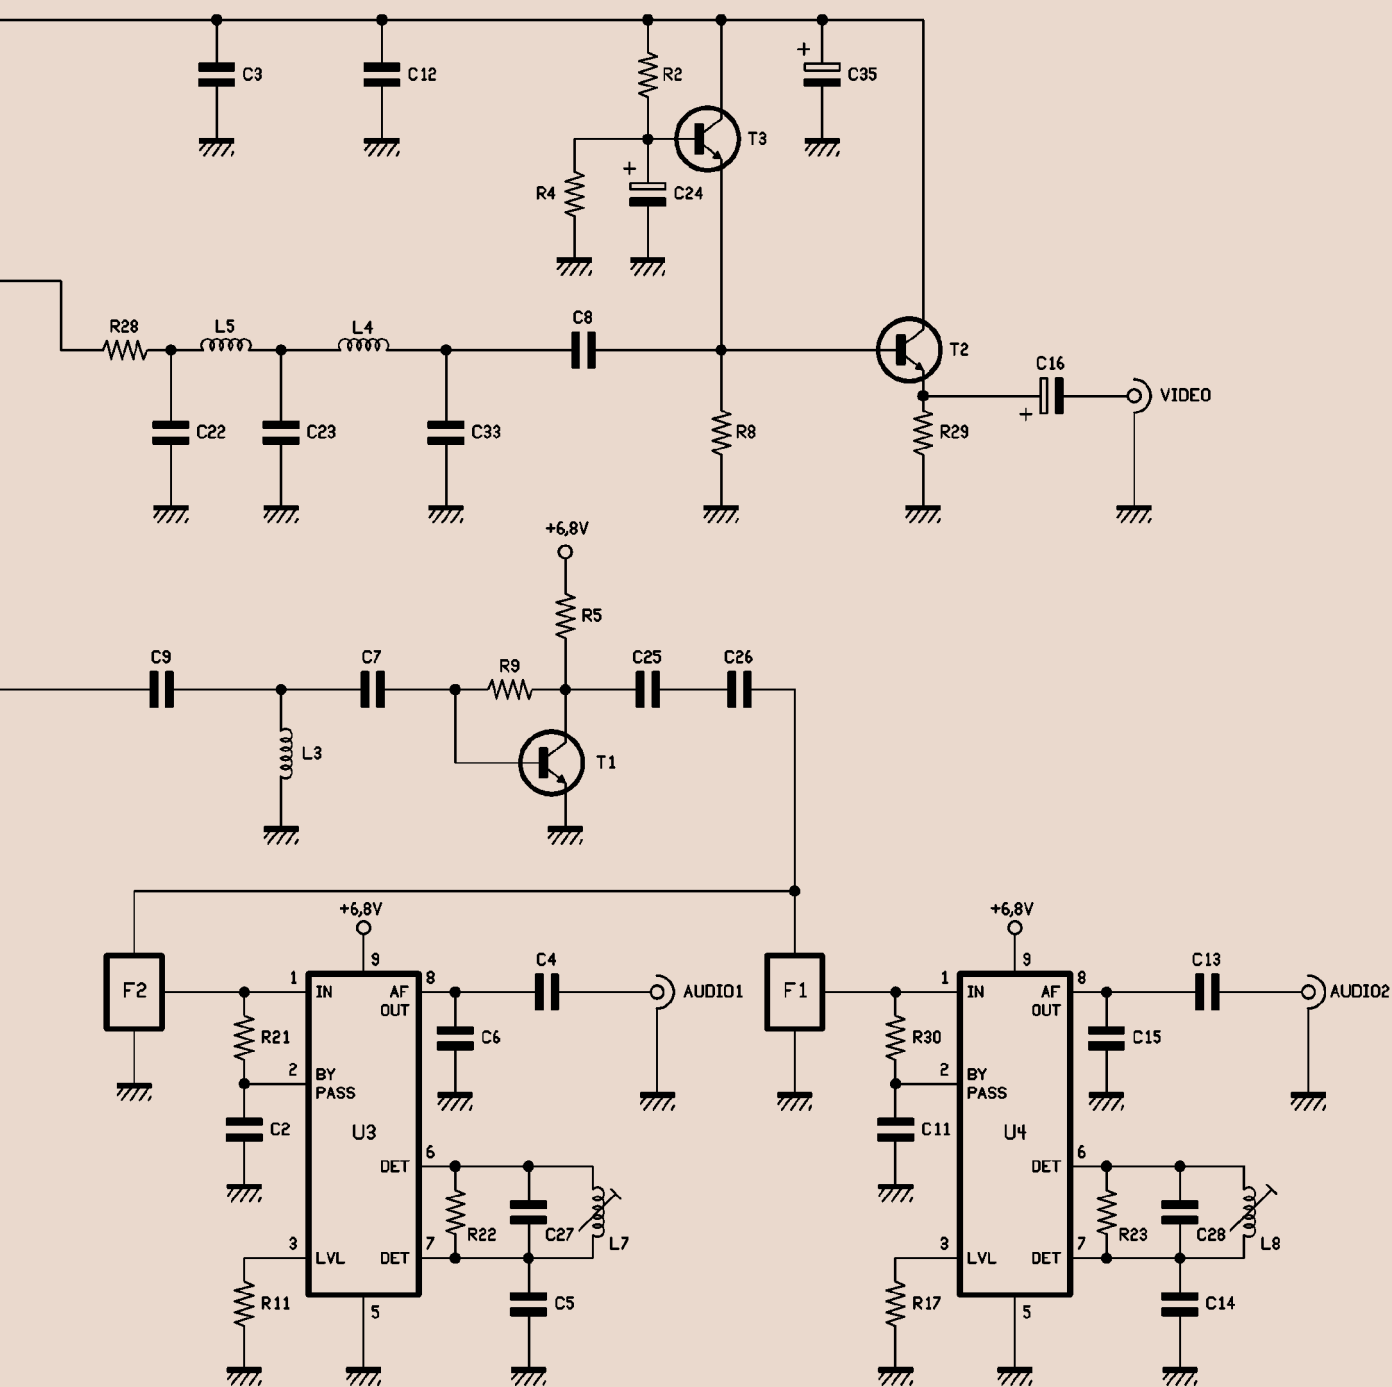 C3
C12
R2
+
C35
T3
R4
+
C24
R28
L5
L4
C8
T2
C16
+
VIDEO
C22
C23
C33
R8
R29
+6,8V
R5
C9
C7
R9
C25
C26
L3
T1
+6,8V
+6,8V
F2
1
9
IN
AF
OUT
8
C4
AUDIO1
F1
1
9
IN
AF
OUT
8
C13
AUDIO2
R21
C6
R30
C15
2
BY
PASS
2
BY
PASS
C2
U3
C11
U4
6
DET
6
DET
R22
C27
L7
R23
C28
L8
3
LVL
DET
7
3
LVL
DET
7
R11
5
C5
R17
5
C14